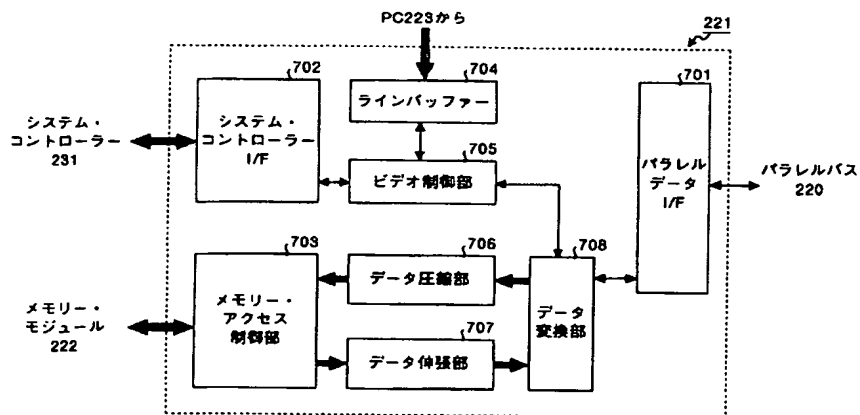 PC223から
221
702
システム・
コントローラー
I/F
704
ラインバッファー
701
パラレル
データ
I/F
システム・
コントローラー
231
705
ビデオ制御部
パラレルバス
220
703
メモリー・
アクセス
制御部
706
データ圧縮部
708
データ
変換部
メモリー・
モジュール
222
707
データ伸張部